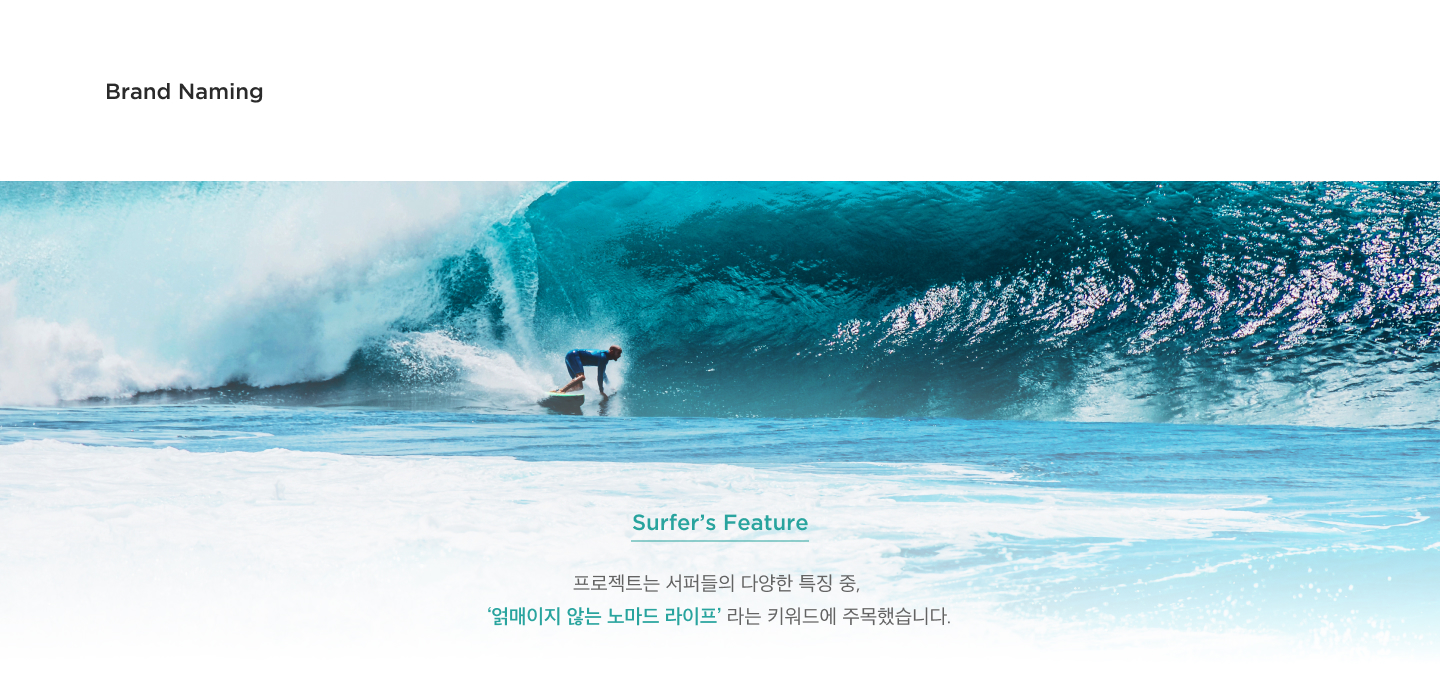 Brand Naming
Surfer’s Feature
프로젝트는 서퍼들의 다양한 특징 중,
‘얽매이지 않는 노마드 라이프’ 라는 키워드에 주목했습니다.